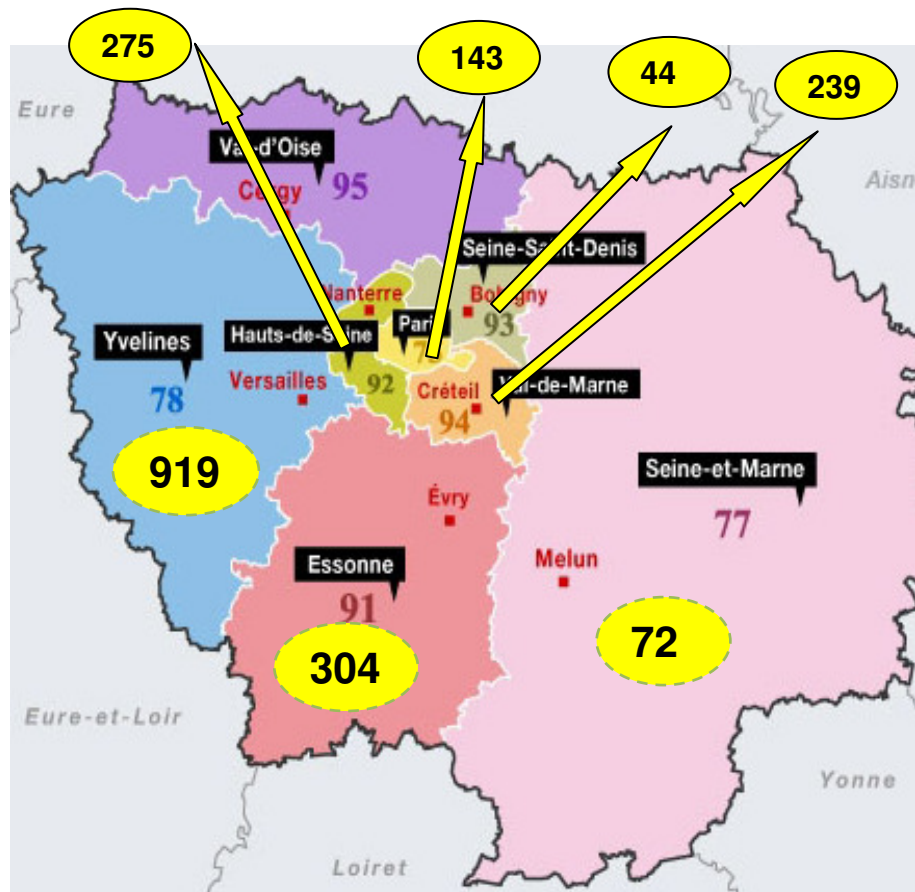 275
143
44
239
Eure
Val-d'Oise
Cergy
95
Aisn
Seine-Saint-Denis
Nanterre
Bobigny
93
Hauts-de-Seine
Paris
75
Yvelines
78
Versailles
92
Créteil
94
Val-de-Marne
919
Seine-et-Marne
77
Évry
Essonne
91
Melun
304
72
Eure-et-Loir
Yonne
Loiret